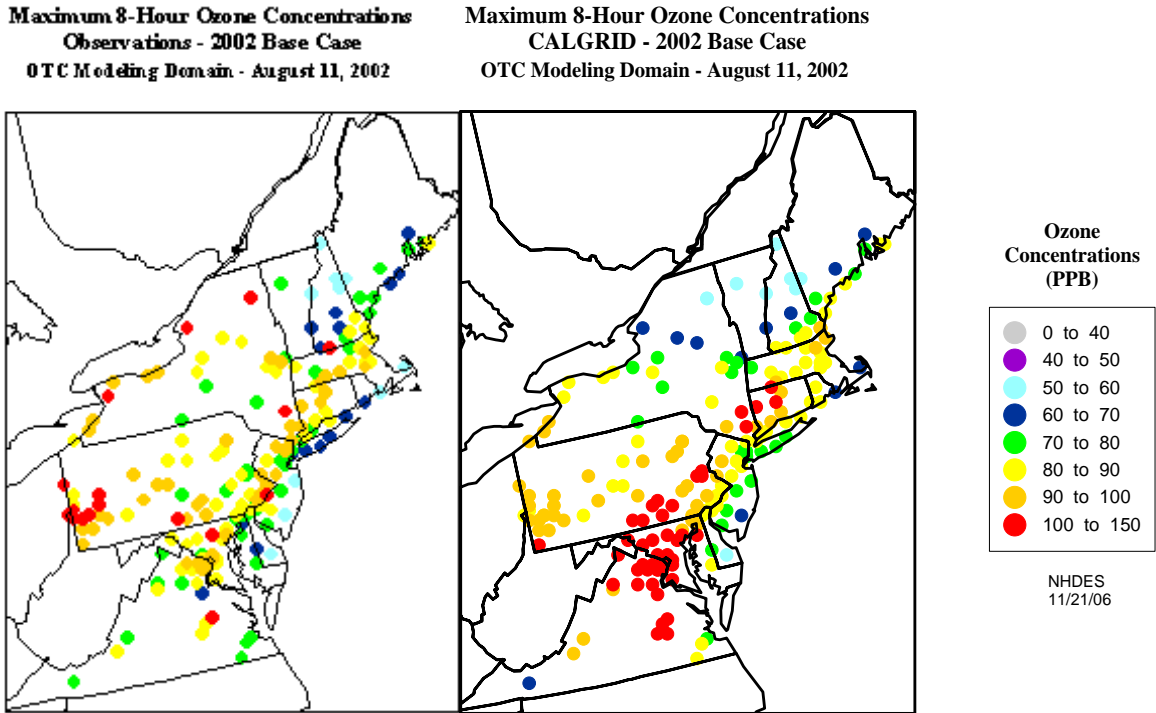 Maximum 8-Hour Ozone Concentrations
Observations - 2002 Base Case
OTC Modeling Domain - August 11, 2002
Maximum 8-Hour Ozone Concentrations
CALGRID - 2002 Base Case
OTC Modeling Domain - August 11, 2002
Ozone
Concentrations
(PPB)
0 to 40
40 to 50
50 to 60
60 to 70
70 to 80
80 to 90
90 to 100
100 to 150
NHDES
11/21/06